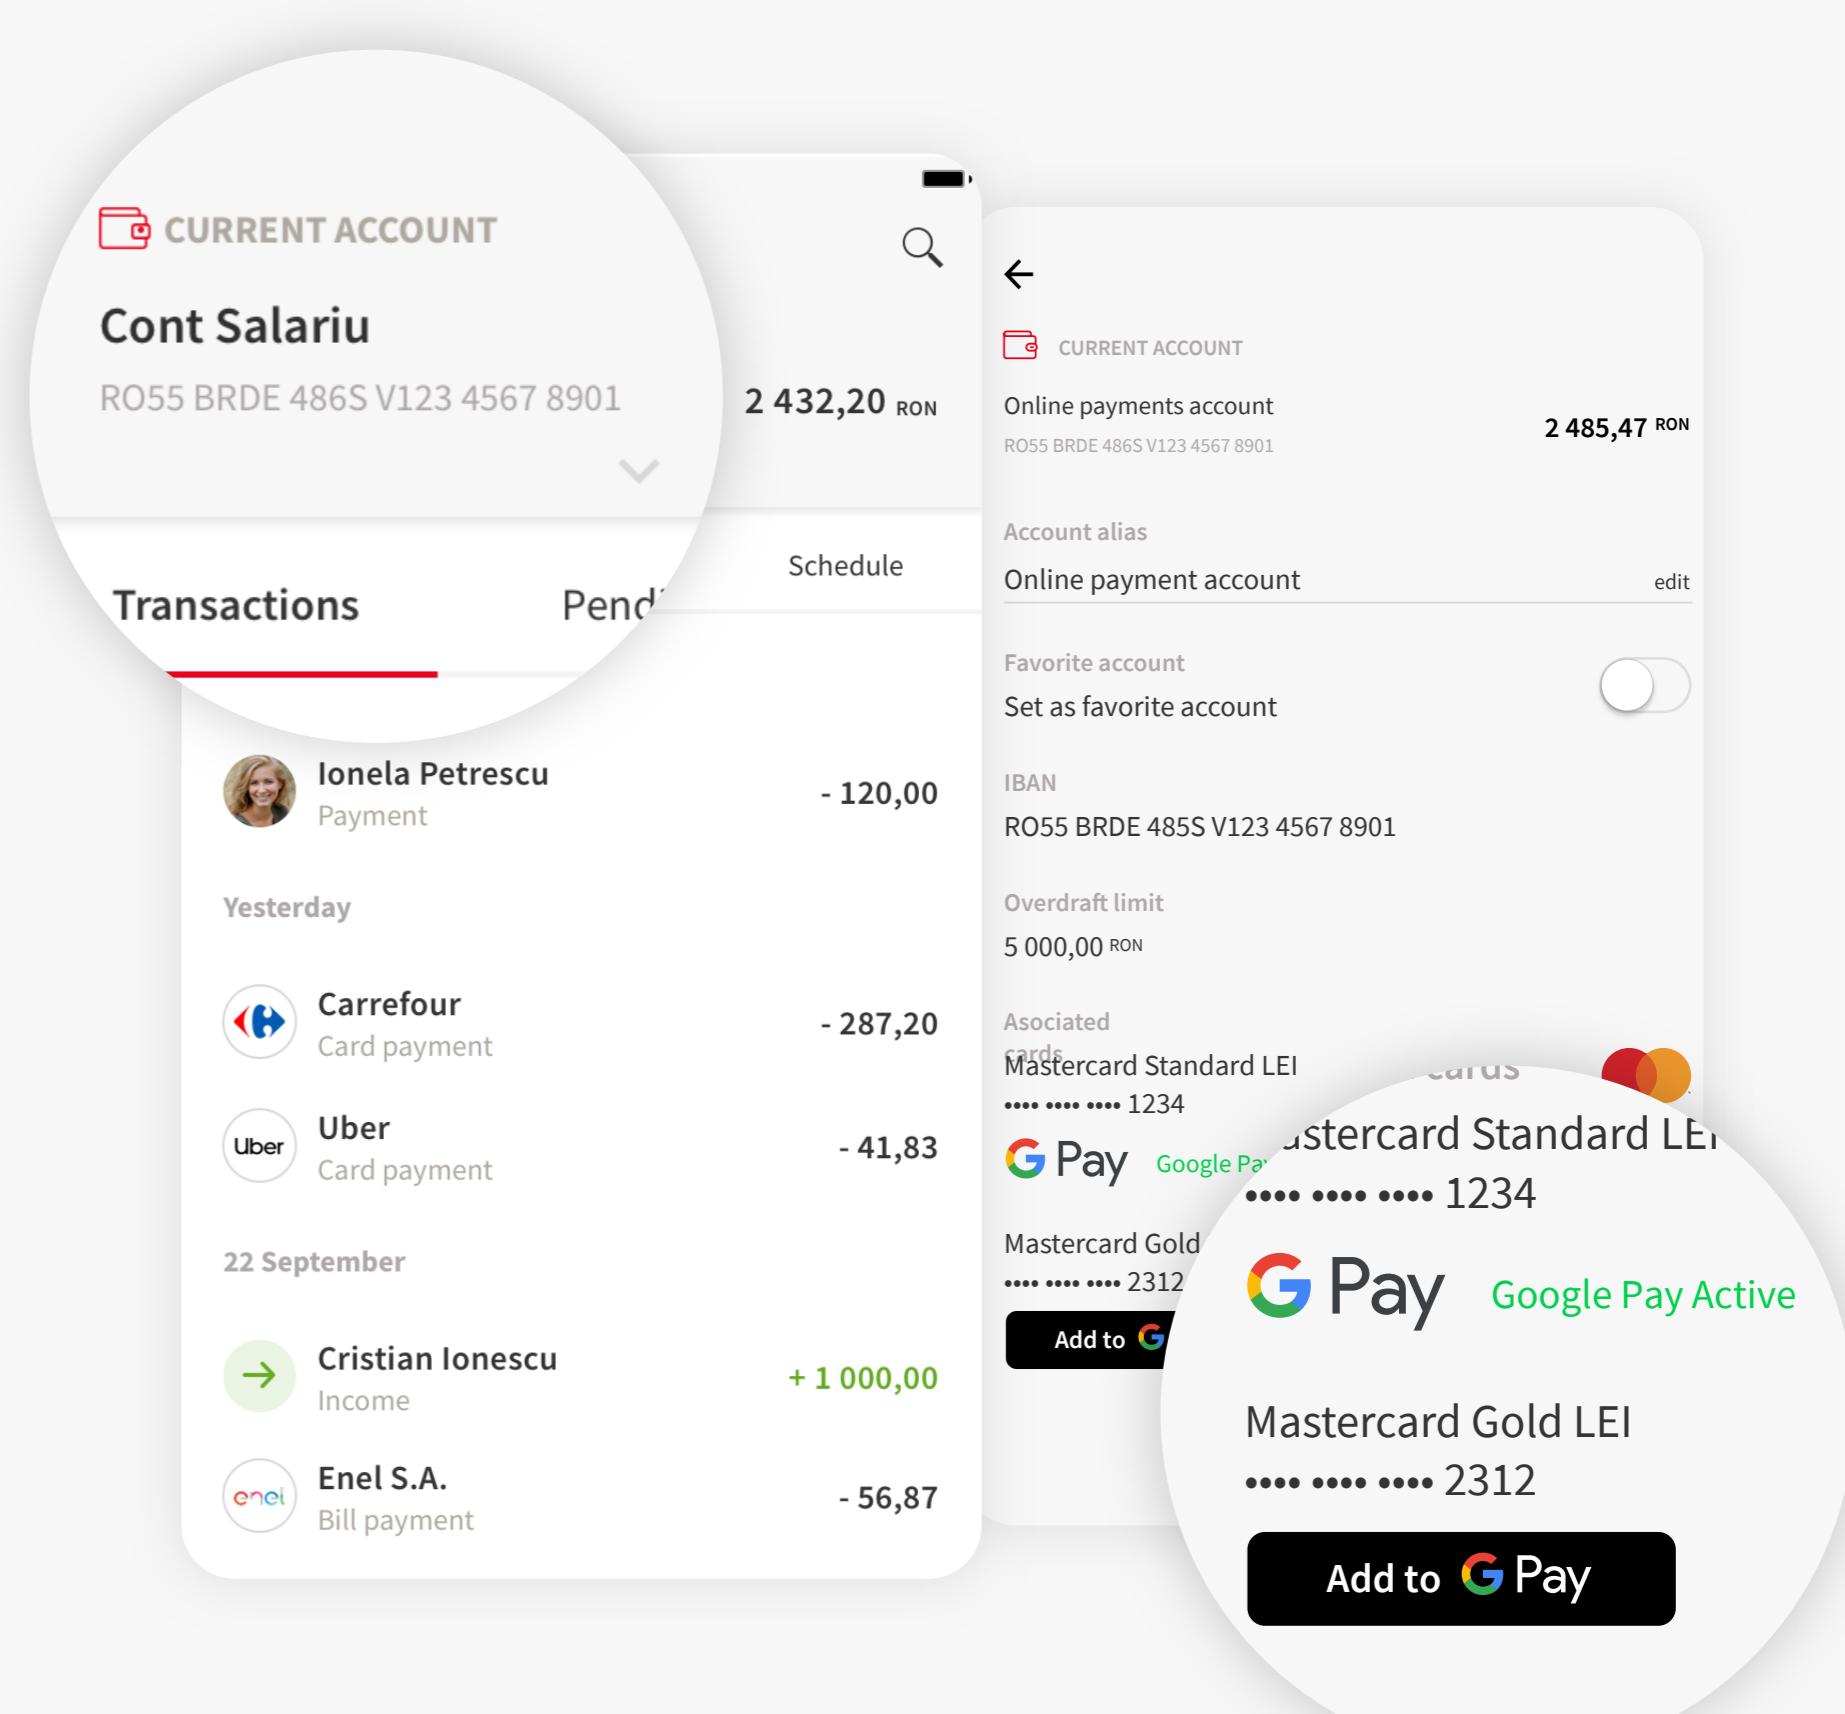 CURRENT ACCOUNT
Cont Salariu
RO55 BRDE 486S V123 4567 8901
2 432,20 RON
Transactions
Schedule
Ionela Petrescu
Payment
- 120,00
Yesterday
Carrefour
Card payment
- 287,20
Uber
Uber
Card payment
- 41,83
22 September
Cristian Ionescu
Income
+ 1 000,00
enel
Enel S.A.
Bill payment
- 56,87
CURRENT ACCOUNT
Online payments account
RO55 BRDE 486S V123 4567 8901
2 485,47 RON
Account alias
Online payment account
edit
Favorite account
Set as favorite account
IBAN
RO55 BRDE 485S V123 4567 8901
Overdraft limit
5 000,00 RON
Asociated
cards
Mastercard Standard LEI
•••• •••• •••• 1234
G Pay
Google
Mastercard Gold
•••• •••• •••• 2312
Add to G
cards
Standard LEI
•••• •••• •••• 1234
G Pay
Google Pay Active
Mastercard Gold LEI
•••• •••• •••• 2312
Add to G Pay